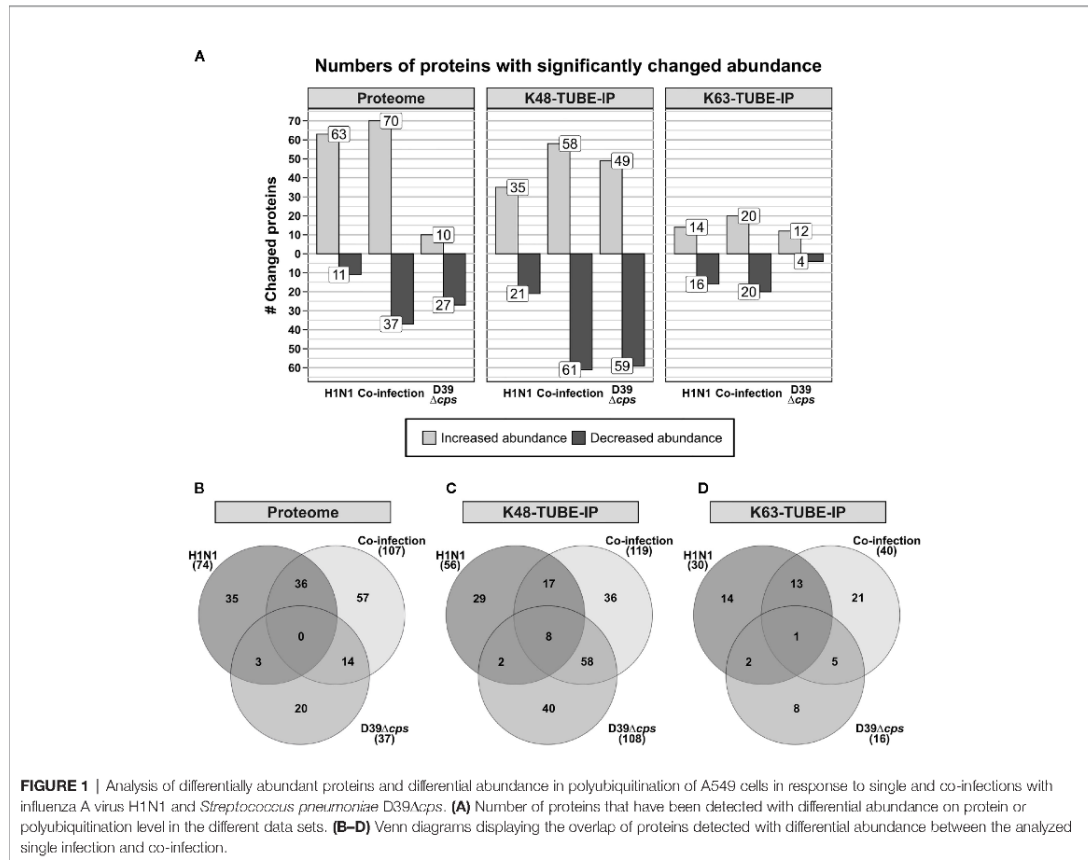 A
Numbers of proteins with significantly changed abundance
Proteome
K48-TUBE-IP
K63-TUBE-IP
# Changed proteins
70
60
50
40
30
20
10
0
10
20
30
40
50
60
63
11
70
37
10
27
35
21
58
61
49
59
14
16
20
20
12
4
H1N1 Co-infection D39
Δcps
H1N1 Co-infection D39
Δcps
H1N1 Co-infection D39
Δcps
Increased abundance Decreased abundance
B
Proteome
H1N1
(74)
Co-infection
(107)
35
36
57
0
3
14
20
D39Δcps
(37)
C
K48-TUBE-IP
H1N1
(56)
Co-infection
(119)
29
17
36
8
2
58
40
D39Δcps
(108)
D
K63-TUBE-IP
H1N1
(30)
Co-infection
(40)
14
13
21
1
2
5
8
D39Δcps
(16)
FIGURE 1 | Analysis of differentially abundant proteins and differential abundance in polyubiquitination of A549 cells in response to single and co-infections with
influenza A virus H1N1 and Streptococcus pneumoniae D39Δcps. (A) Number of proteins that have been detected with differential abundance on protein or
polyubiquitination level in the different data sets. (B–D) Venn diagrams displaying the overlap of proteins detected with differential abundance between the analyzed
single infection and co-infection.